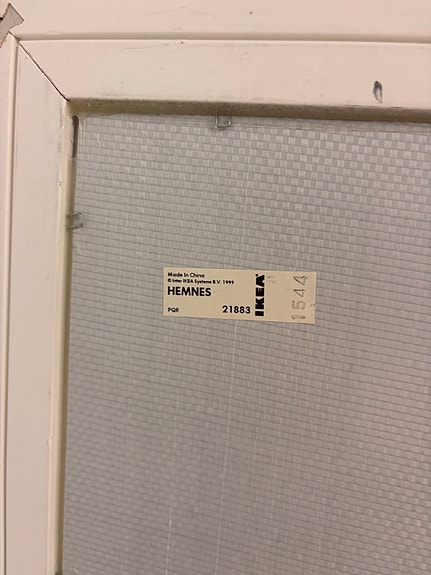 Made in China
© Inter IKEA Systems B.V. 1999
HEMNES
PQR 21883
IKEA
1544